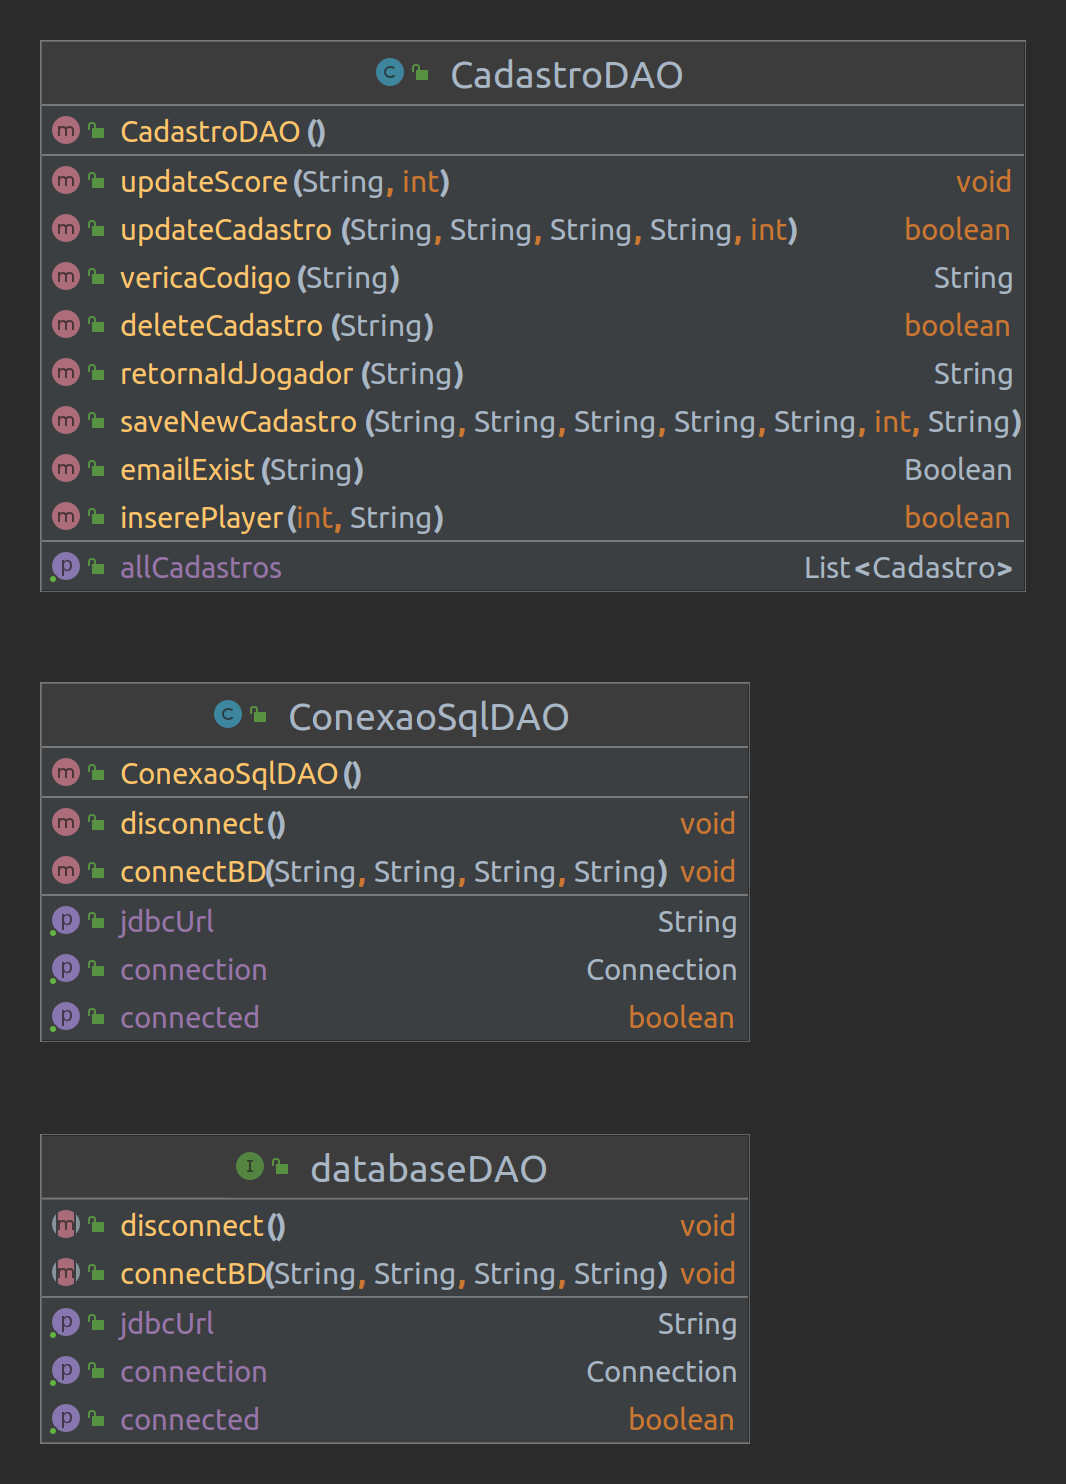 C CadastroDAO
m CadastroDAO()
m updateScore(String, int) void
m updateCadastro(String, String, String, String, int) boolean
m vericaCodigo(String) String
m deleteCadastro(String) boolean
m retornaIdJogador(String) String
m saveNewCadastro(String, String, String, String, String, int, String)
m emailExist(String) Boolean
m inserePlayer(int, String) boolean
p allCadastros List<Cadastro>
C ConexaoSqlDAO
m ConexaoSqlDAO()
m disconnect() void
m connectBD(String, String, String, String) void
p jdbcUrl String
p connection Connection
p connected boolean
I databaseDAO
m disconnect() void
m connectBD(String, String, String, String) void
p jdbcUrl String
p connection Connection
p connected boolean